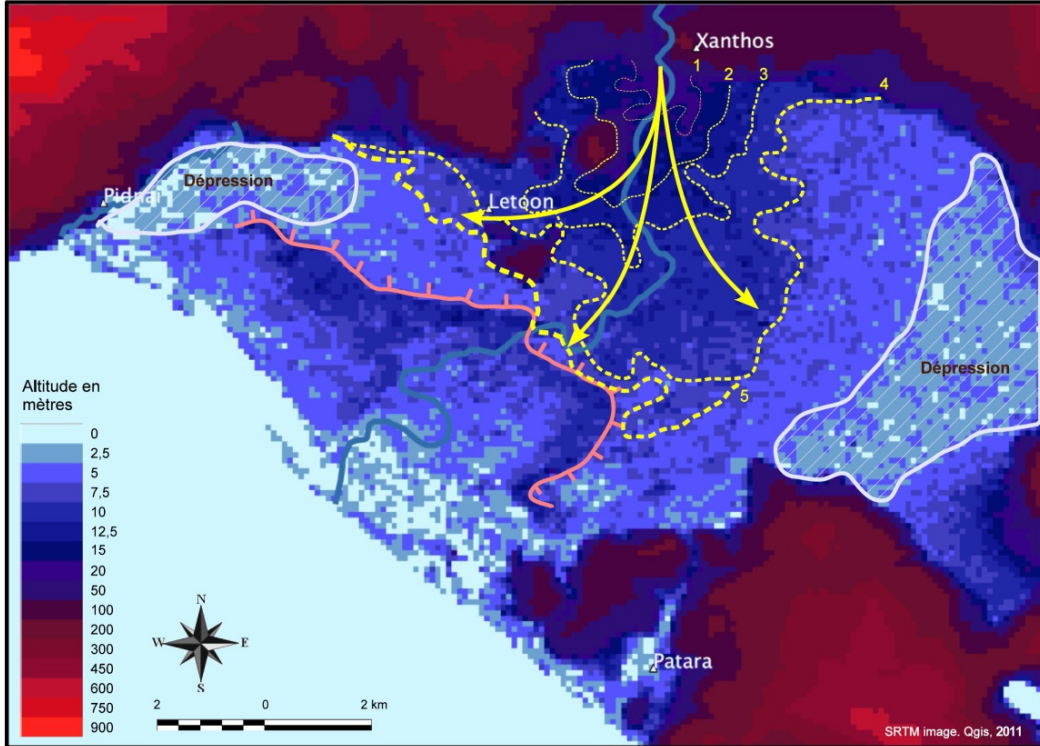 Xanthos
1
2
3
4
Dépression
Pidnai
Letoon
Dépression
5
Altitude en
mètres
0
2,5
5
7,5
10
12,5
15
20
50
100
200
300
450
600
750
900
N
W E
S
2 0 2 km
Patara
SRTM image. Qgis, 2011